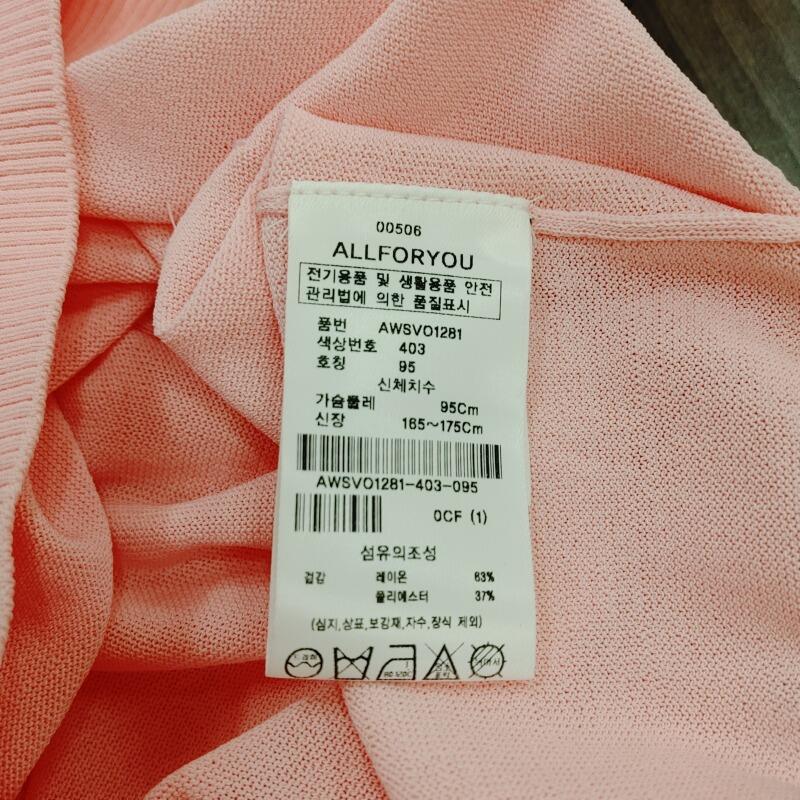 00506
ALLFORYOU
전기용품 및 생활용품 안전
관리법에 의한 품질표시
품번 AWSVO1281
색상번호 403
호칭 95
신체치수
가슴둘레 95Cm
신장 165~175Cm
AWSVO1281-403-095
0CF (1)
섬유의조성
겉감 레이온 63%
폴리에스터 37%
(심지,상표,보강재,자수,장식 제외)